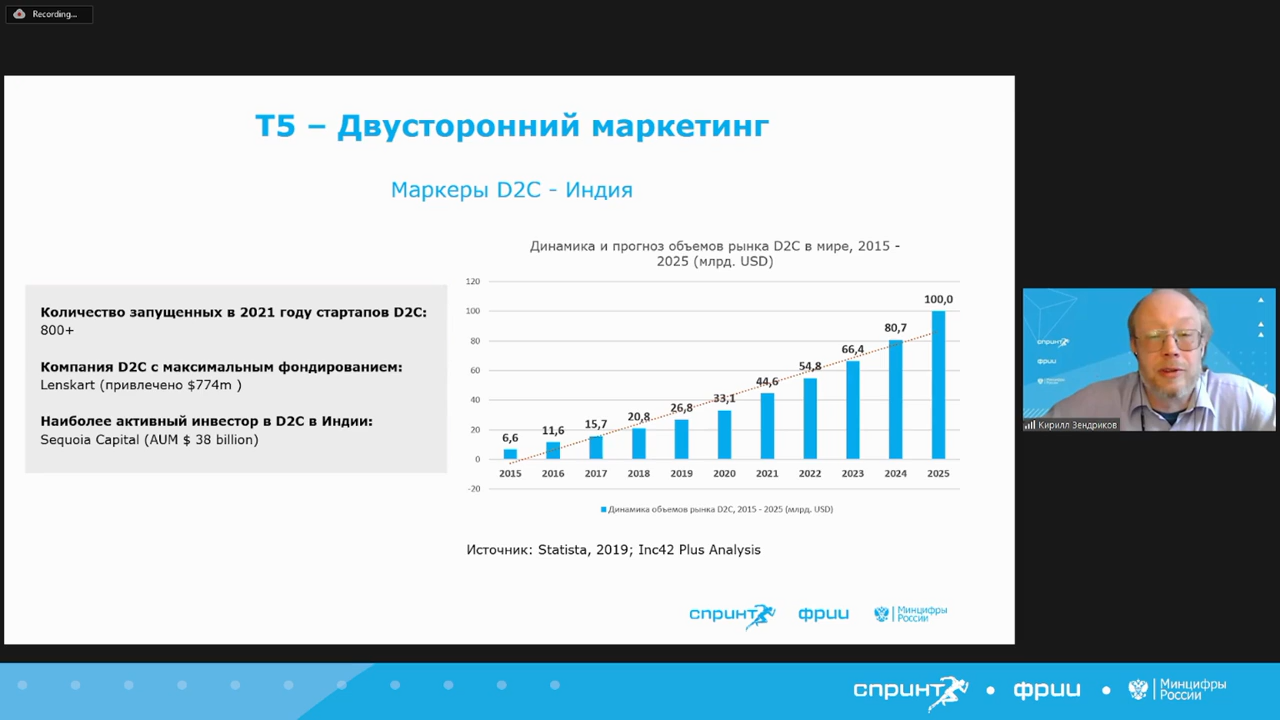 Recording...
Т5 – Двусторонний маркетинг
Маркеры D2C - Индия
Количество запущенных в 2021 году стартапов D2C:
800+
Компания D2C с максимальным фондированием:
Lenskart (привлечено $774m )
Наиболее активный инвестор в D2C в Индии:
Sequoia Capital (AUM $ 38 billion)
Динамика и прогноз объемов рынка D2C в мире, 2015 -
2025 (млрд. USD)
120
100
80
60
40
20
0
-20
6,6
11,6
15,7
20,8
26,8
33,1
44,6
54,8
66,4
80,7
100,0
2015 2016 2017 2018 2019 2020 2021 2022 2023 2024 2025
Динамика объемов рынка D2C, 2015 - 2025 (млрд. USD)
Источник: Statista, 2019; Inc42 Plus Analysis
спринт фрии Минцифры
России
спринт
фрии
Кирилл Зендриков
спринт • фрии • Минцифры
России